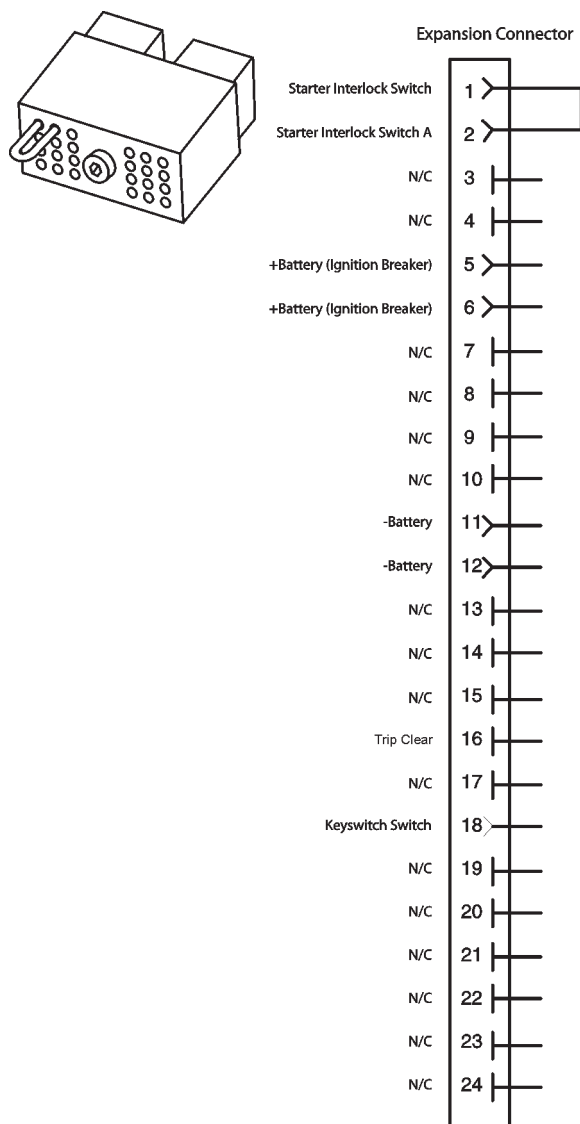 Expansion Connector
Starter Interlock Switch 1
Starter Interlock Switch A 2
N/C 3
N/C 4
+Battery (Ignition Breaker) 5
+Battery (Ignition Breaker) 6
N/C 7
N/C 8
N/C 9
N/C 10
-Battery 11
-Battery 12
N/C 13
N/C 14
N/C 15
Trip Clear 16
N/C 17
Keyswitch Switch 18
N/C 19
N/C 20
N/C 21
N/C 22
N/C 23
N/C 24